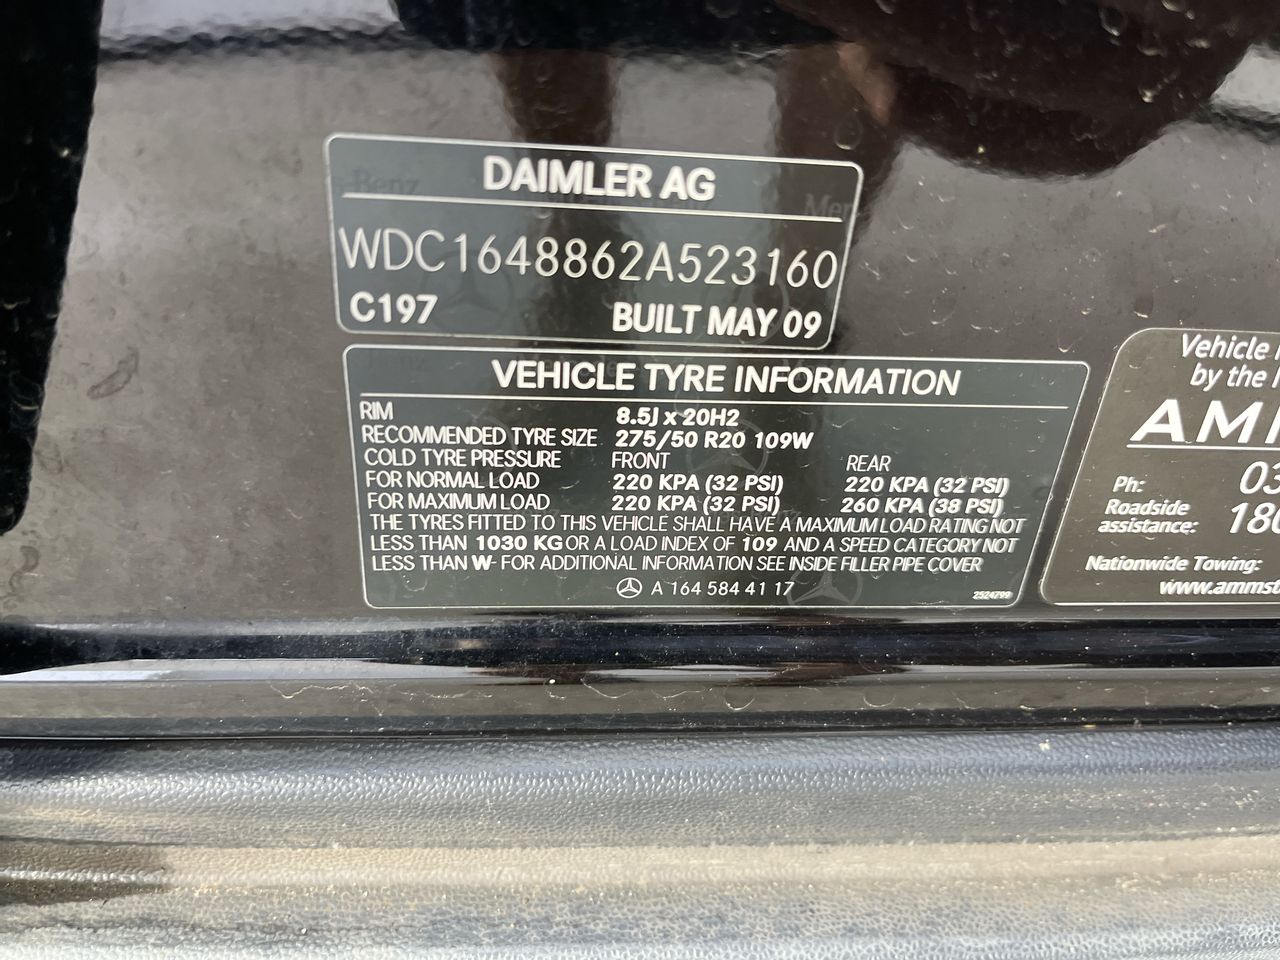 DAIMLER AG
WDC1648862A523160
C197 BUILT MAY 09
VEHICLE TYRE INFORMATION
RIM 8.5J x 20H2
RECOMMENDED TYRE SIZE 275/50 R20 109W
COLD TYRE PRESSURE FRONT REAR
FOR NORMAL LOAD 220 KPA (32 PSI) 220 KPA (32 PSI)
FOR MAXIMUM LOAD 220 KPA (32 PSI) 260 KPA (38 PSI)
THE TYRES FITTED TO THIS VEHICLE SHALL HAVE A MAXIMUM LOAD RATING NOT
LESS THAN 1030 KG OR A LOAD INDEX OF 109 AND A SPEED CATEGORY NOT
LESS THAN W- FOR ADDITIONAL INFORMATION SEE INSIDE FILLER PIPE COVER
A 164 584 41 17
2524799
Vehicle
by the
AM
Ph: 03
Roadside
assistance: 18
Nationwide Towing:
www.ammst